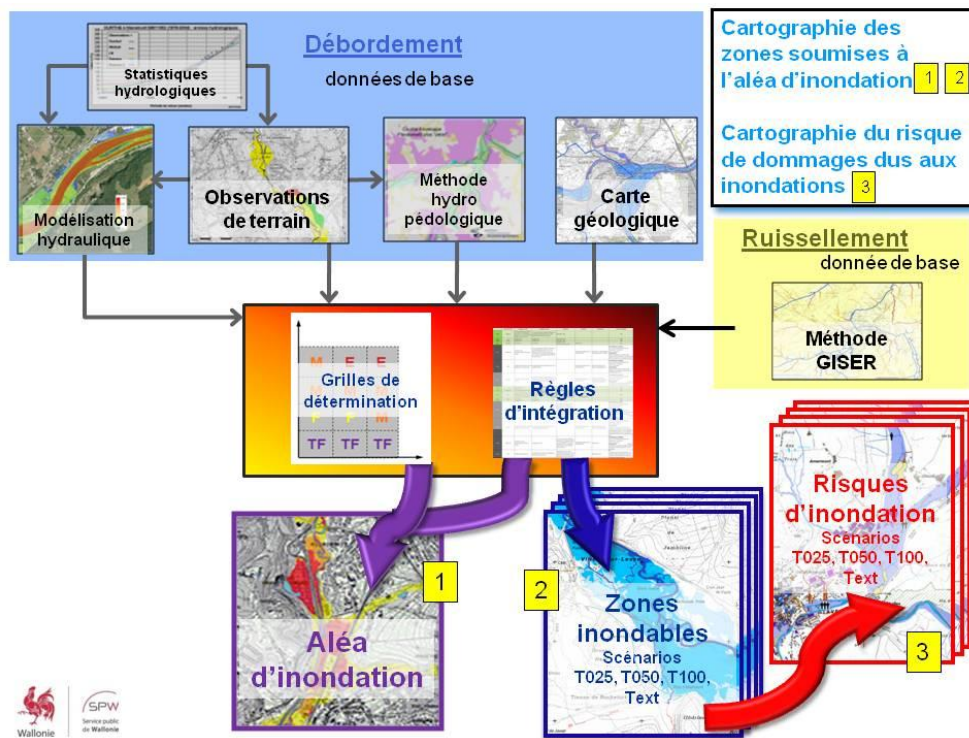 Débordement
données de base
Statistiques
hydrologiques
Modélisation
hydraulique
Observations
de terrain
Méthode
hydro
pédologique
Carte
géologique
Cartographie des
zones soumises à
l'aléa d'inondation 1 2
Cartographie du risque
de dommages dus aux
inondations 3
Ruissellement
donnée de base
Méthode
GISER
M E E
Grilles de
détermination
F F M
TF TF TF
Règles
d'intégration
1
Aléa
d'inondation
2
Zones
inondables
Scénarios
T025, T050, T100,
Text
Risques
d'inondation
Scénarios
T025, T050, T100,
Text
3
Wallonie
SPW
Service public
de Wallonie